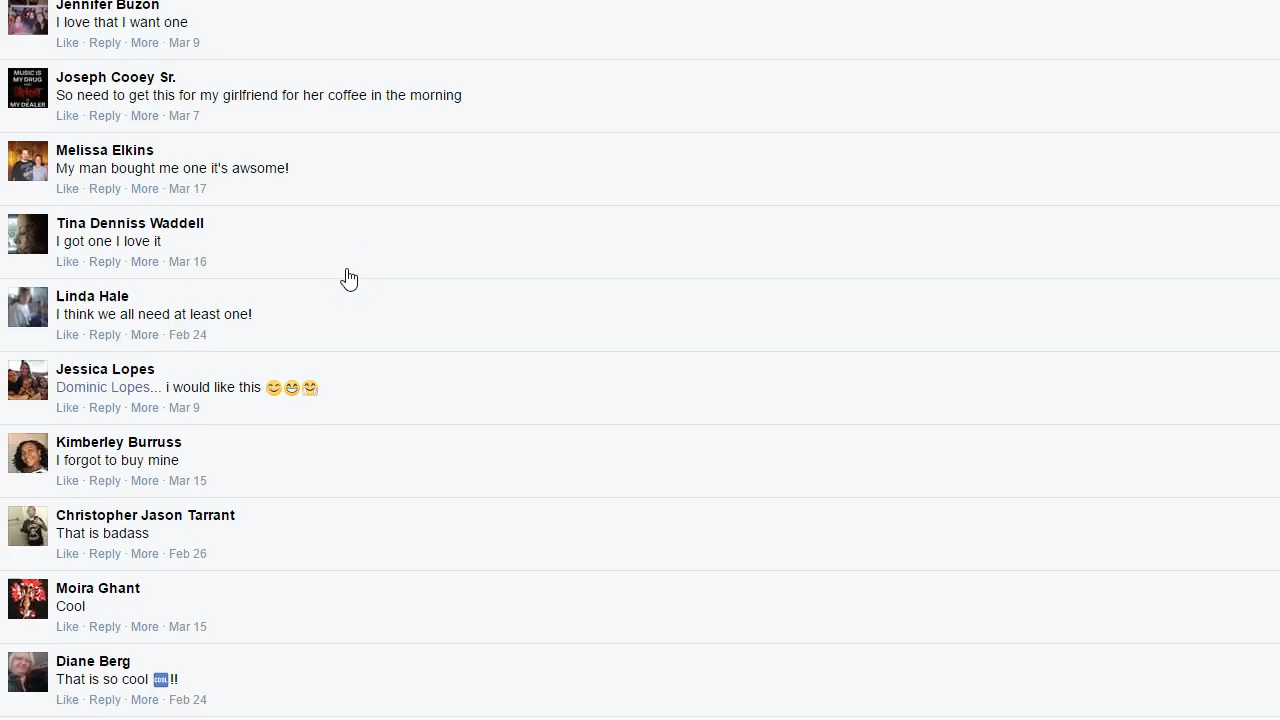 Jennifer Buzon
I love that I want one
Like · Reply · More · Mar 9
MUSIC IS
MY DRUG
MY DEALER
Joseph Cooey Sr.
So need to get this for my girlfriend for her coffee in the morning
Like · Reply · More · Mar 7
Melissa Elkins
My man bought me one it's awsome!
Like · Reply · More · Mar 17
Tina Denniss Waddell
I got one I love it
Like · Reply · More · Mar 16
Linda Hale
I think we all need at least one!
Like · Reply · More · Feb 24
Jessica Lopes
Dominic Lopes... i would like this 😊😄🤗
Like · Reply · More · Mar 9
Kimberley Burruss
I forgot to buy mine
Like · Reply · More · Mar 15
Christopher Jason Tarrant
That is badass
Like · Reply · More · Feb 26
Moira Ghant
Cool
Like · Reply · More · Mar 15
Diane Berg
That is so cool 🆒!!
Like · Reply · More · Feb 24